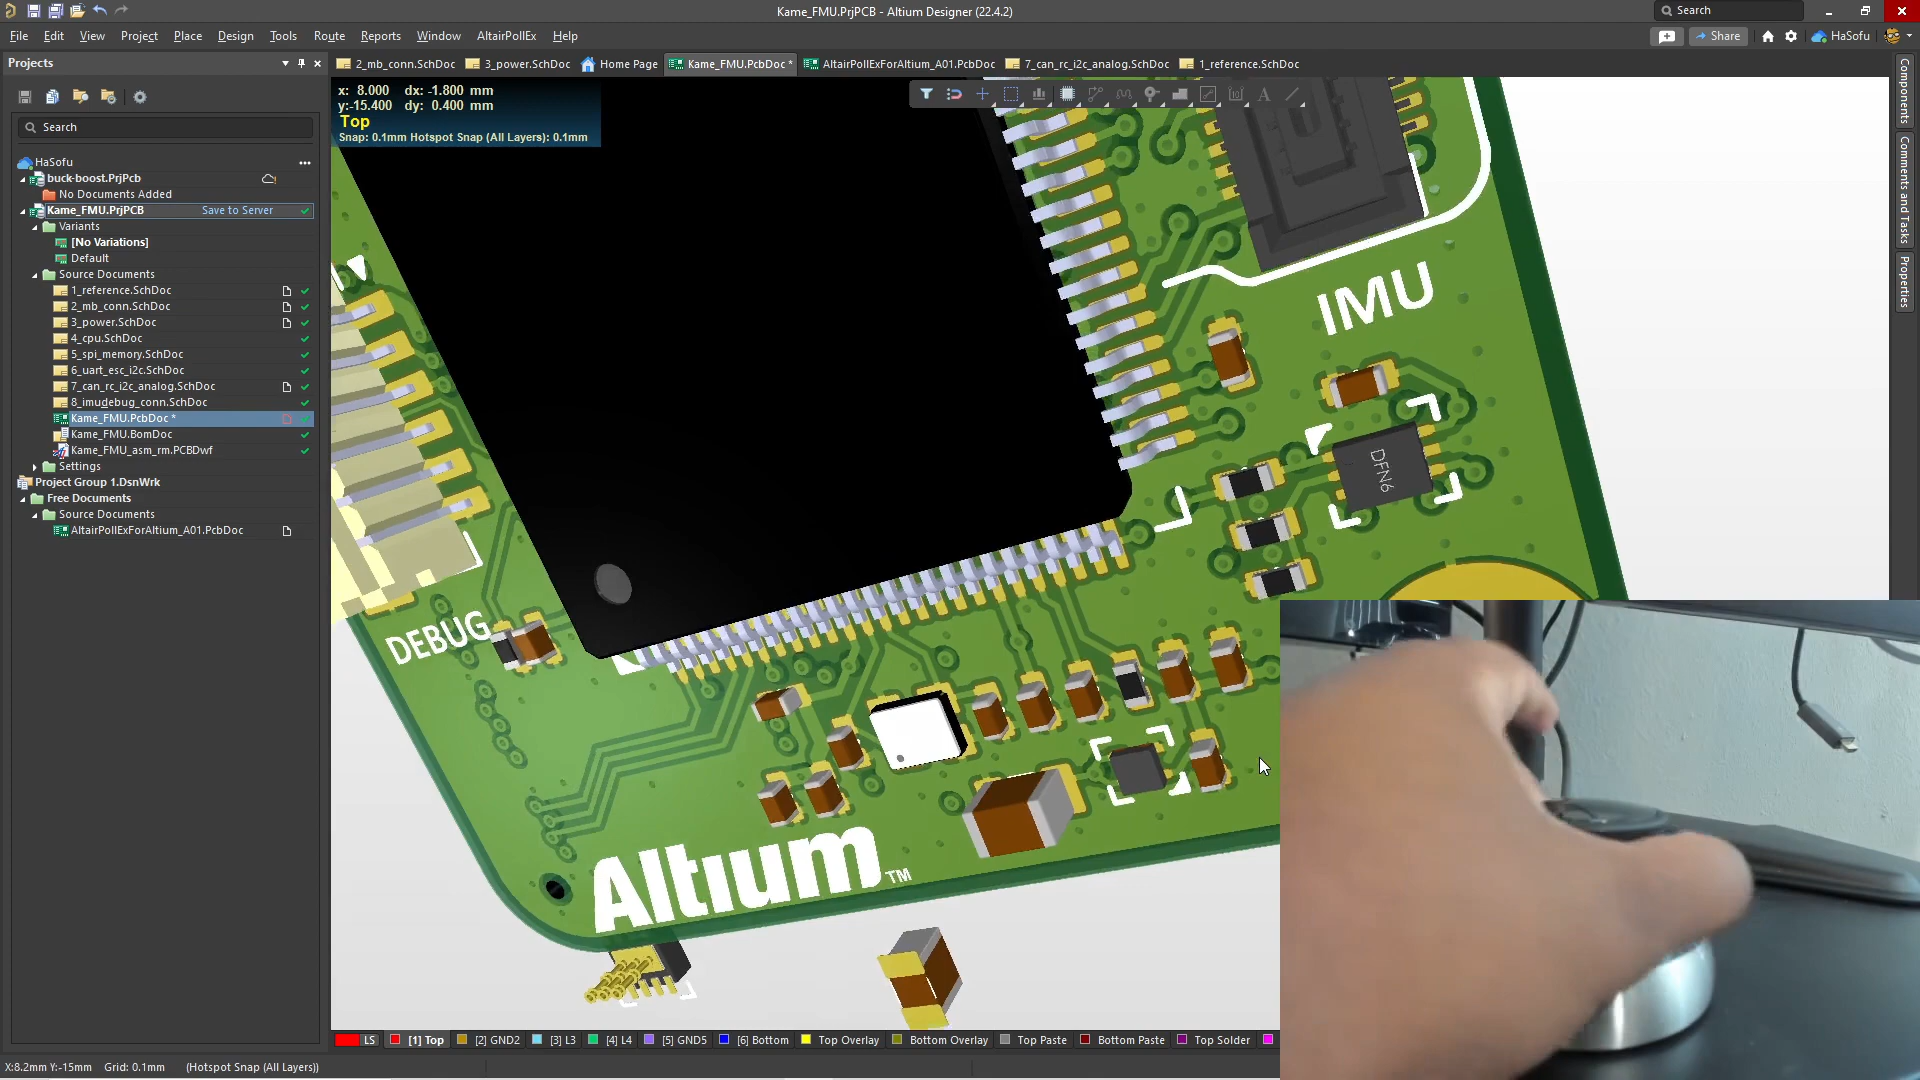 Kame_FMU.PrjPCB - Altium Designer (22.4.2)
Search
File Edit View Project Place Design Tools Route Reports Window AltairPollEx Help
Share
HaSofu
Projects
2_mb_conn.SchDoc
3_power.SchDoc
Home Page
Kame_FMU.PcbDoc *
AltairPollExForAltium_A01.PcbDoc
7_can_rc_i2c_analog.SchDoc
1_reference.SchDoc
x: 8.000 dx: -1.800 mm
y:-15.400 dy: 0.400 mm
Top
Snap: 0.1mm Hotspot Snap (All Layers): 0.1mm
Search
HaSofu
buck-boost.PrjPcb
No Documents Added
Kame_FMU.PrjPCB Save to Server
Variants
[No Variations]
Default
Source Documents
1_reference.SchDoc
2_mb_conn.SchDoc
3_power.SchDoc
4_cpu.SchDoc
5_spi_memory.SchDoc
6_uart_esc_i2c.SchDoc
7_can_rc_i2c_analog.SchDoc
8_imudebug_conn.SchDoc
Kame_FMU.PcbDoc *
Kame_FMU.BomDoc
Kame_FMU_asm_rm.PCBDwf
Settings
Project Group 1.DsnWrk
Free Documents
Source Documents
AltairPollExForAltium_A01.PcbDoc
Components
Comments and Tasks
Properties
IMU
DFN6
DEBUG
Altium™
LS
[1] Top
[2] GND2
[3] L3
[4] L4
[5] GND5
[6] Bottom
Top Overlay
Bottom Overlay
Top Paste
Bottom Paste
Top Solder
X:8.2mm Y:-15mm Grid: 0.1mm (Hotspot Snap (All Layers))